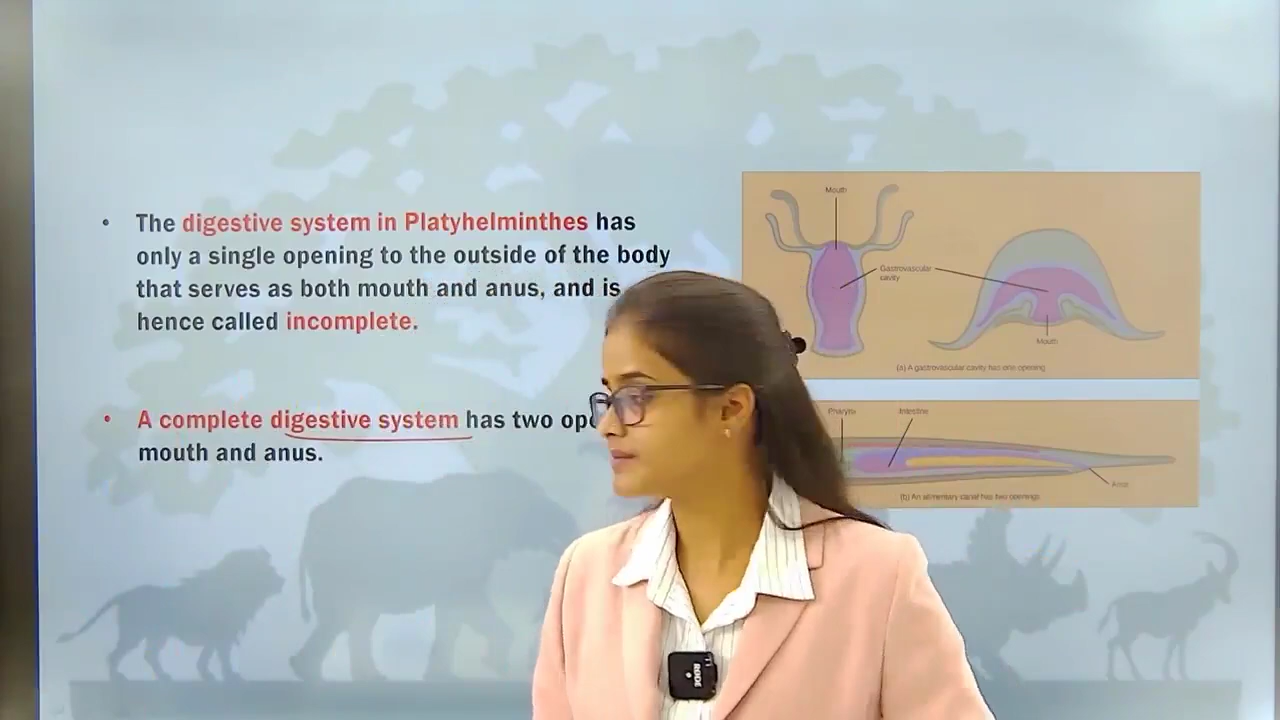 • The digestive system in Platyhelminthes has
only a single opening to the outside of the body
that serves as both mouth and anus, and is
hence called incomplete.
• A complete digestive system has two
mouth and anus.
Mouth
Gastrovascular
cavity
Mouth
(a) A gastrovascular cavity has one opening
Intestine
Anus
(b) An alimentary canal has two openings
RODE